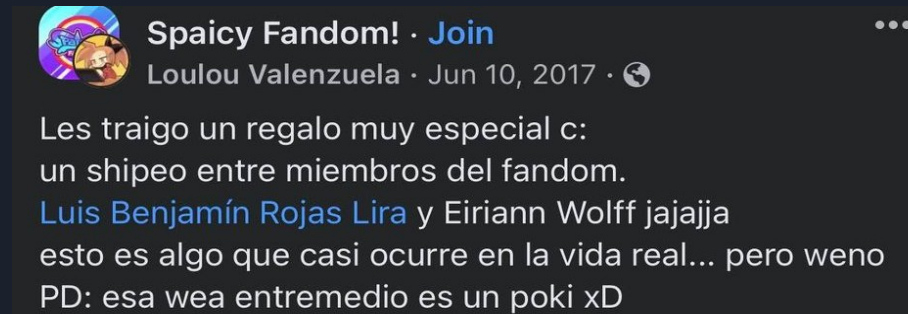 Spaicy Fandom! · Join
Loulou Valenzuela · Jun 10, 2017 ·
Les traigo un regalo muy especial c:
un shipeo entre miembros del fandom.
Luis Benjamín Rojas Lira y Eiriann Wolff jajajja
esto es algo que casi ocurre en la vida real... pero weno
PD: esa wea entremedio es un poki xD